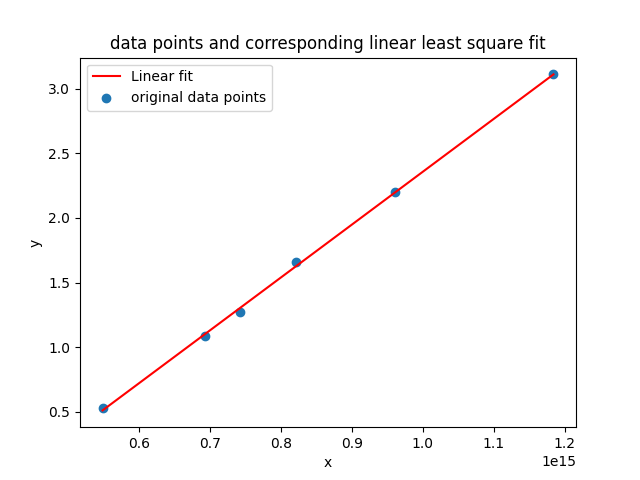 data points and corresponding linear least square fit
Linear fit
original data points
3.0
2.5
2.0
1.5
1.0
0.5
y
0.6 0.7 0.8 0.9 1.0 1.1 1.2
1e15
x